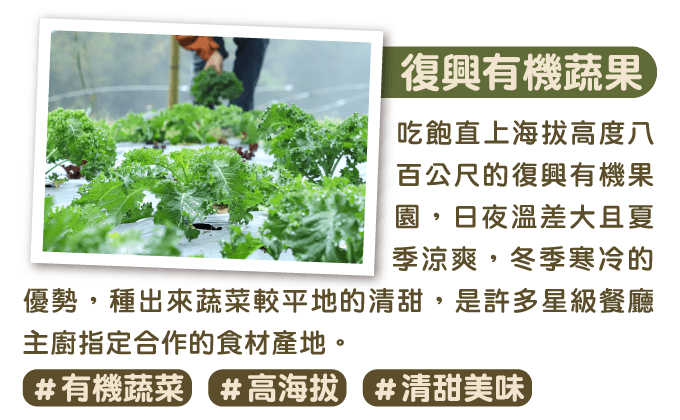 復興有機蔬果
吃飽直上海拔高度八
百公尺的復興有機果
園，日夜溫差大且夏
季涼爽，冬季寒冷的
優勢，種出來蔬菜較平地的清甜，是許多星級餐廳
主廚指定合作的食材產地。
#有機蔬菜 #高海拔 #清甜美味